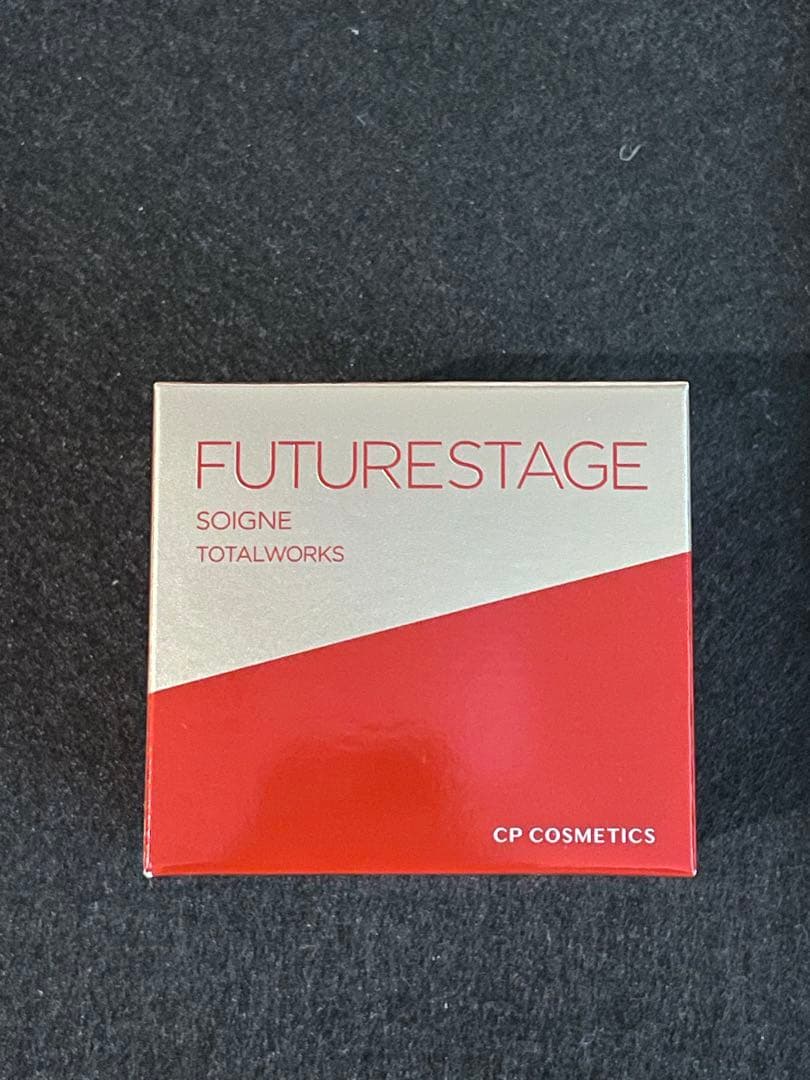 FUTURESTAGE
SOIGNE
TOTALWORKS
CP COSMETICS